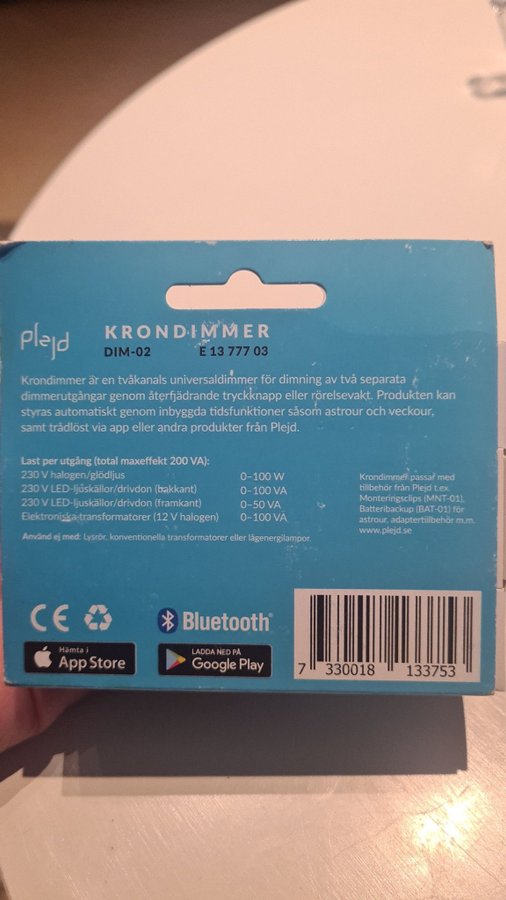 plejd
KRONDIMMER
DIM-02 E 13 777 03
Krondimmer är en tvåkanals universaldimmer för dimning av två separata
dimmerutgångar genom återfjädrande tryckknapp eller rörelsevakt. Produkten kan
styras automatiskt genom inbyggda tidsfunktioner såsom astrour och veckour,
samt trådlöst via app eller andra produkter från Plejd.
Last per utgång (total maxeffekt 200 VA):
230 V halogen/glödljus 0–100 W
230 V LED-ljuskällor/drivdon (bakkant) 0–100 VA
230 V LED-ljuskällor/drivdon (framkant) 0–50 VA
Elektroniska transformatorer (12 V halogen) 0–100 VA
Använd ej med: Lysrör, konventionella transformatorer eller lågenergilampor.
Krondimmer passar med
tillbehör från Plejd t.ex.
Monteringsclips (MNT-01),
Batteribackup (BAT-01) för
astrour, adaptertillbehör m.m.
www.plejd.se
CE Bluetooth®
Hämta i
App Store
LADDA NED PÅ
Google Play
7 330018 133753